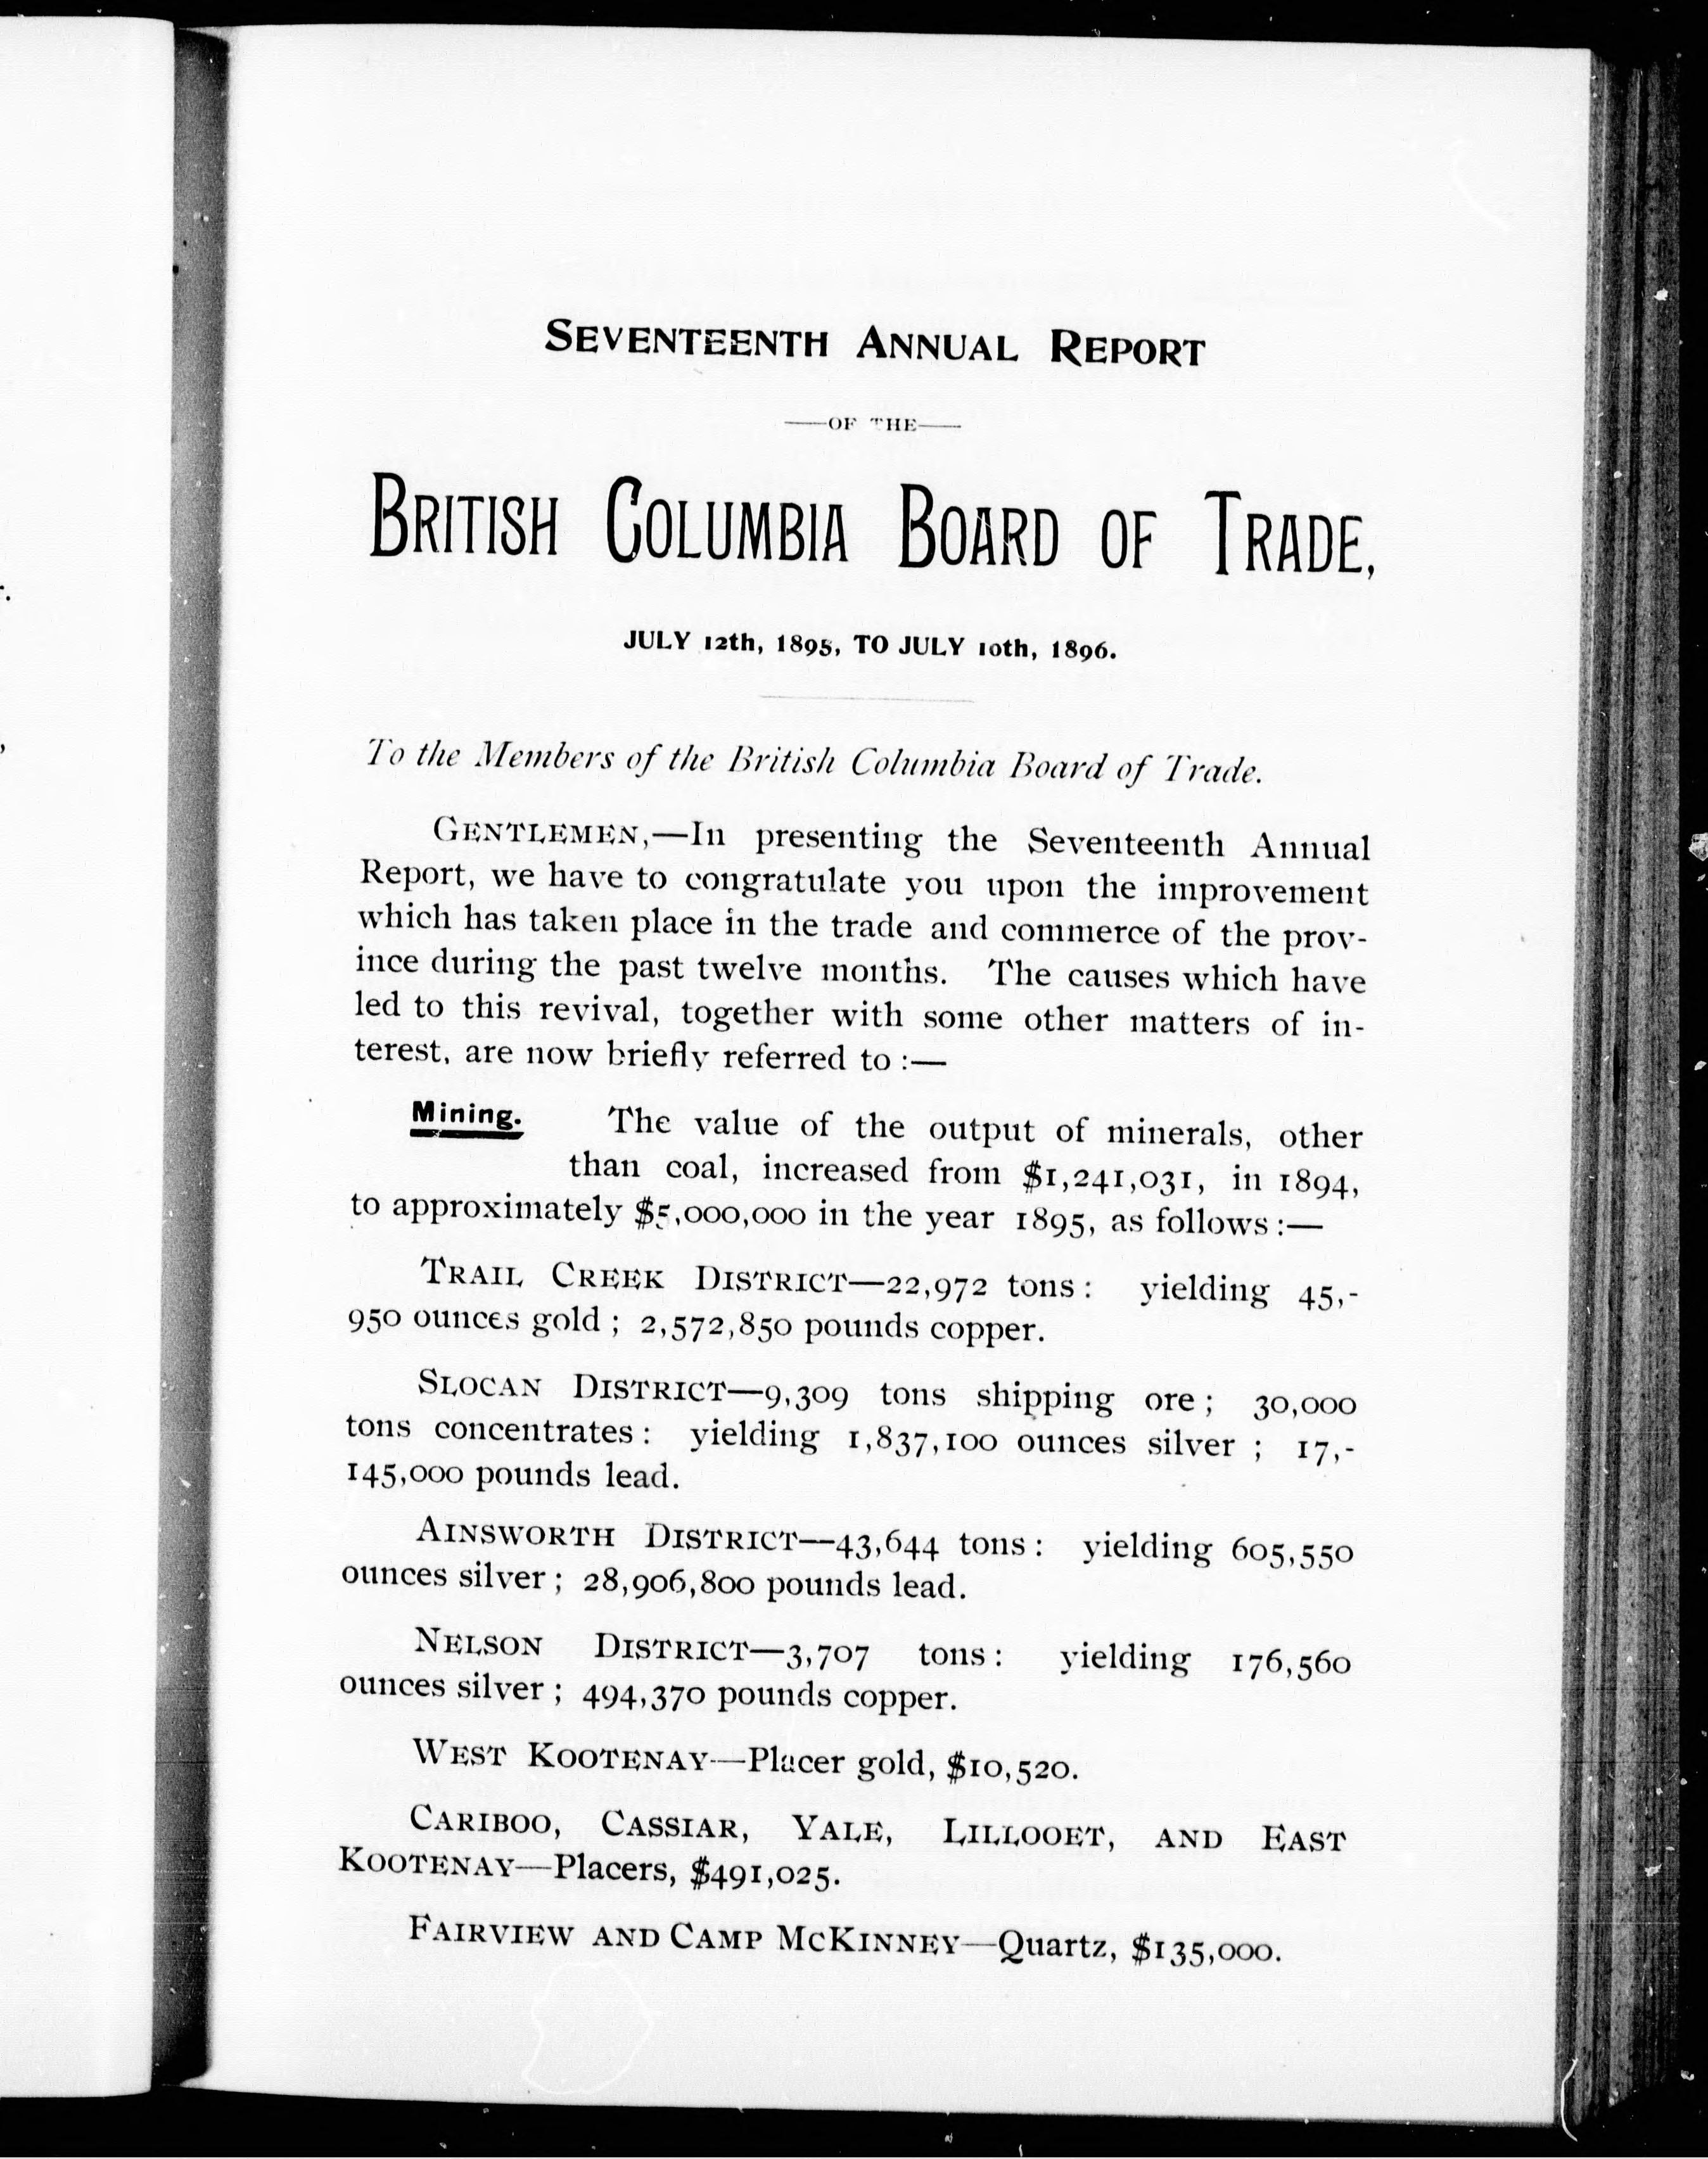 SEVENTEENTH ANNUAL REPORT
—OF THE—
BRITISH COLUMBIA BOARD OF TRADE,
JULY 12th, 1895, TO JULY 10th, 1896.
To the Members of the British Columbia Board of Trade.
GENTLEMEN,—In presenting the Seventeenth Annual
Report, we have to congratulate you upon the improvement
which has taken place in the trade and commerce of the prov-
ince during the past twelve months. The causes which have
led to this revival, together with some other matters of in-
terest, are now briefly referred to :—
Mining. The value of the output of minerals, other
than coal, increased from $1,241,031, in 1894,
to approximately $5,000,000 in the year 1895, as follows :—
TRAIL CREEK DISTRICT—22,972 tons : yielding 45,-
950 ounces gold ; 2,572,850 pounds copper.
SLOCAN DISTRICT—9,309 tons shipping ore ; 30,000
tons concentrates : yielding 1,837,100 ounces silver ; 17,-
145,000 pounds lead.
AINSWORTH DISTRICT—43,644 tons : yielding 605,550
ounces silver ; 28,906,800 pounds lead.
NELSON DISTRICT—3,707 tons : yielding 176,560
ounces silver ; 494,370 pounds copper.
WEST KOOTENAY—Placer gold, $10,520.
CARIBOO, CASSIAR, YALE, LILLOOET, AND EAST
KOOTENAY—Placers, $491,025.
FAIRVIEW AND CAMP MCKINNEY—Quartz, $135,000.